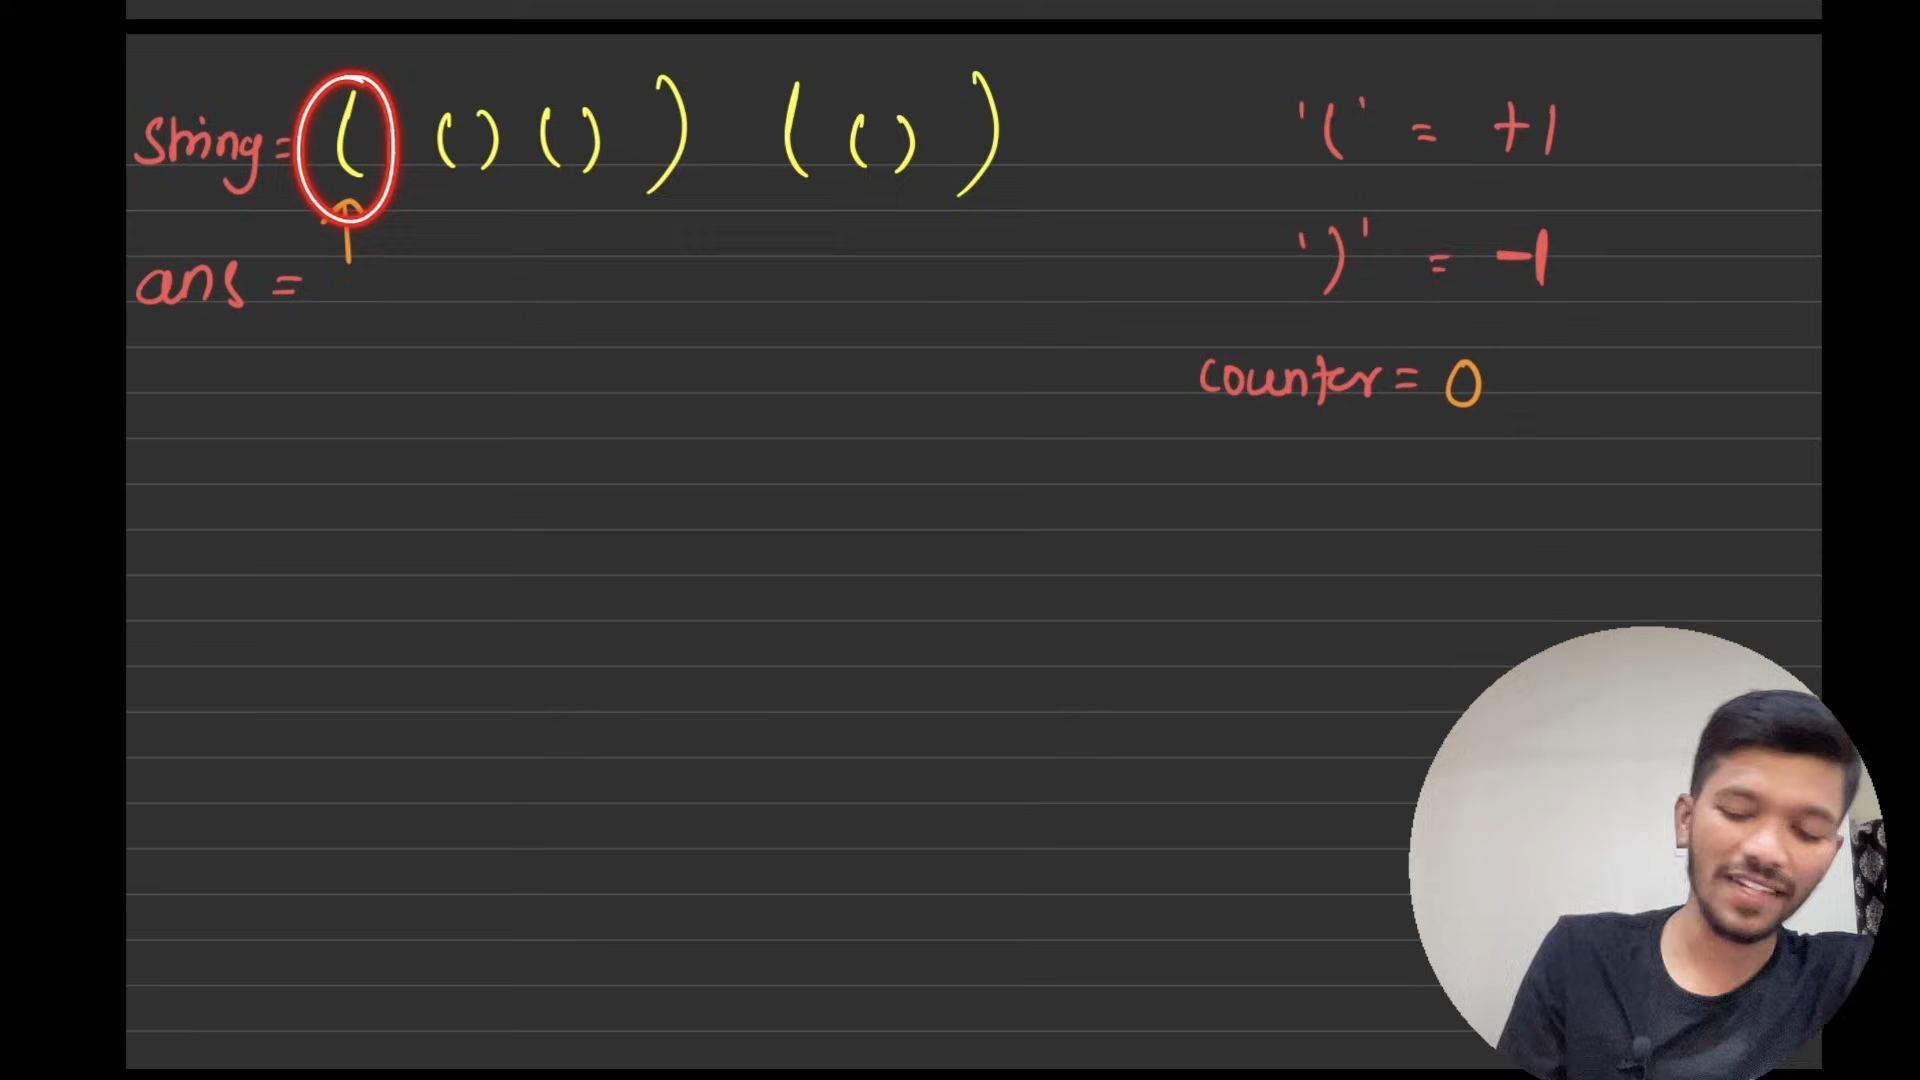 String = ( ( ) ( ) ) ( ( ) )
ans =
'(' = +1
')' = -1
counter = 0